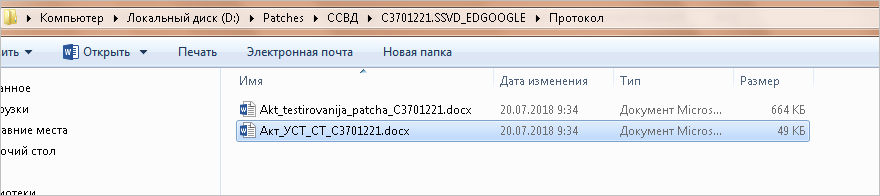 Компьютер ▸ Локальный диск (D:) ▸ Patches ▸ ССВД ▸ C3701221.SSVD_EDGOOGLE ▸ Протокол
ить Открыть Печать Электронная почта Новая папка
Имя Дата изменения Тип Размер
анное
Akt_testirovanija_patcha_C3701221.docx 20.07.2018 9:34 Документ Micros... 664 КБ
рузки
Акт_УСТ_СТ_C3701221.docx 20.07.2018 9:34 Документ Micros... 49 КБ
авние места
очий стол
иотеки